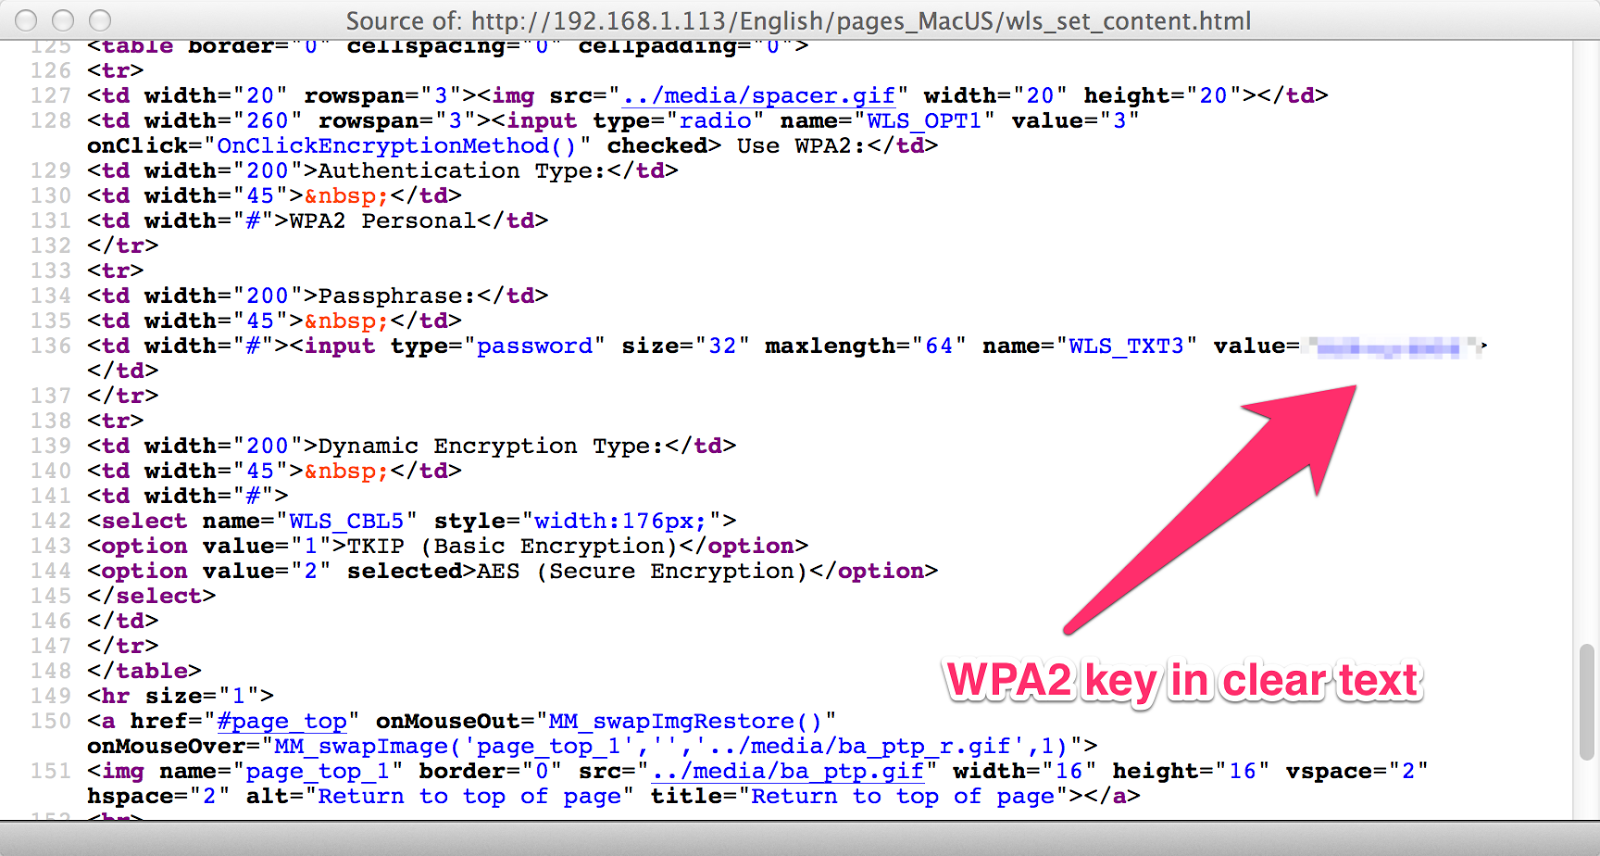 Source of: http://192.168.1.113/English/pages_MacUS/wls_set_content.html
125 <table border="0" cellspacing="0" cellpadding="0">
126 <tr>
127 <td width="20" rowspan="3"><img src="../media/spacer.gif" width="20" height="20"></td>
128 <td width="260" rowspan="3"><input type="radio" name="WLS_OPT1" value="3"
onClick="OnClickEncryptionMethod()" checked> Use WPA2:</td>
129 <td width="200">Authentication Type:</td>
130 <td width="45">&nbsp;</td>
131 <td width="#">WPA2 Personal</td>
132 </tr>
133 <tr>
134 <td width="200">Passphrase:</td>
135 <td width="45">&nbsp;</td>
136 <td width="#"><input type="password" size="32" maxlength="64" name="WLS_TXT3" value=" ">
</td>
137 </tr>
138 <tr>
139 <td width="200">Dynamic Encryption Type:</td>
140 <td width="45">&nbsp;</td>
141 <td width="#">
142 <select name="WLS_CBL5" style="width:176px;">
143 <option value="1">TKIP (Basic Encryption)</option>
144 <option value="2" selected>AES (Secure Encryption)</option>
145 </select>
146 </td>
147 </tr>
148 </table>
WPA2 key in clear text
149 <hr size="1">
150 <a href="#page_top" onMouseOut="MM_swapImgRestore()"
onMouseOver="MM_swapImage('page_top_1','','../media/ba_ptp_r.gif',1)">
151 <img name="page_top_1" border="0" src="../media/ba_ptp.gif" width="16" height="16" vspace="2"
hspace="2" alt="Return to top of page" title="Return to top of page"></a>
152 <br>